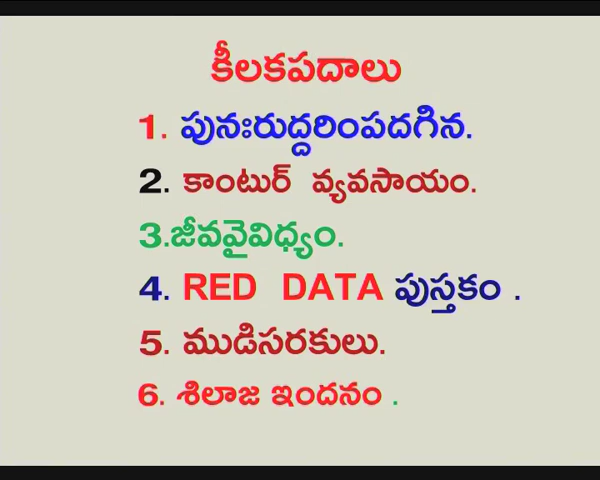 కీలకపదాలు
1. పునఃరుద్దరింపదగిన.
2. కాంటుర్ వ్యవసాయం.
3.జీవవైవిధ్యం.
4. RED DATA పుస్తకం .
5. ముడిసరకులు.
6. శిలాజ ఇందనం .